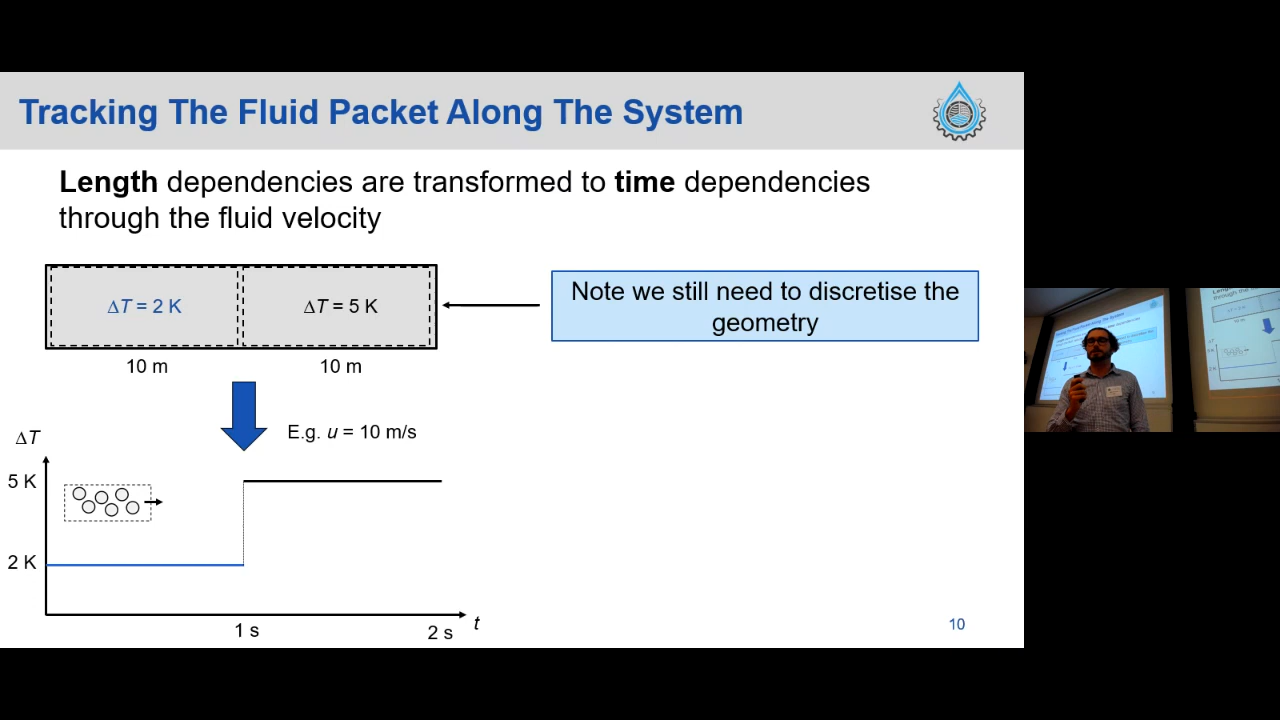 Tracking The Fluid Packet Along The System
Length dependencies are transformed to time dependencies
through the fluid velocity
ΔT = 2 K
ΔT = 5 K
10 m
10 m
Note we still need to discretise the
geometry
E.g. u = 10 m/s
ΔT
5 K
2 K
1 s
2 s
t
10